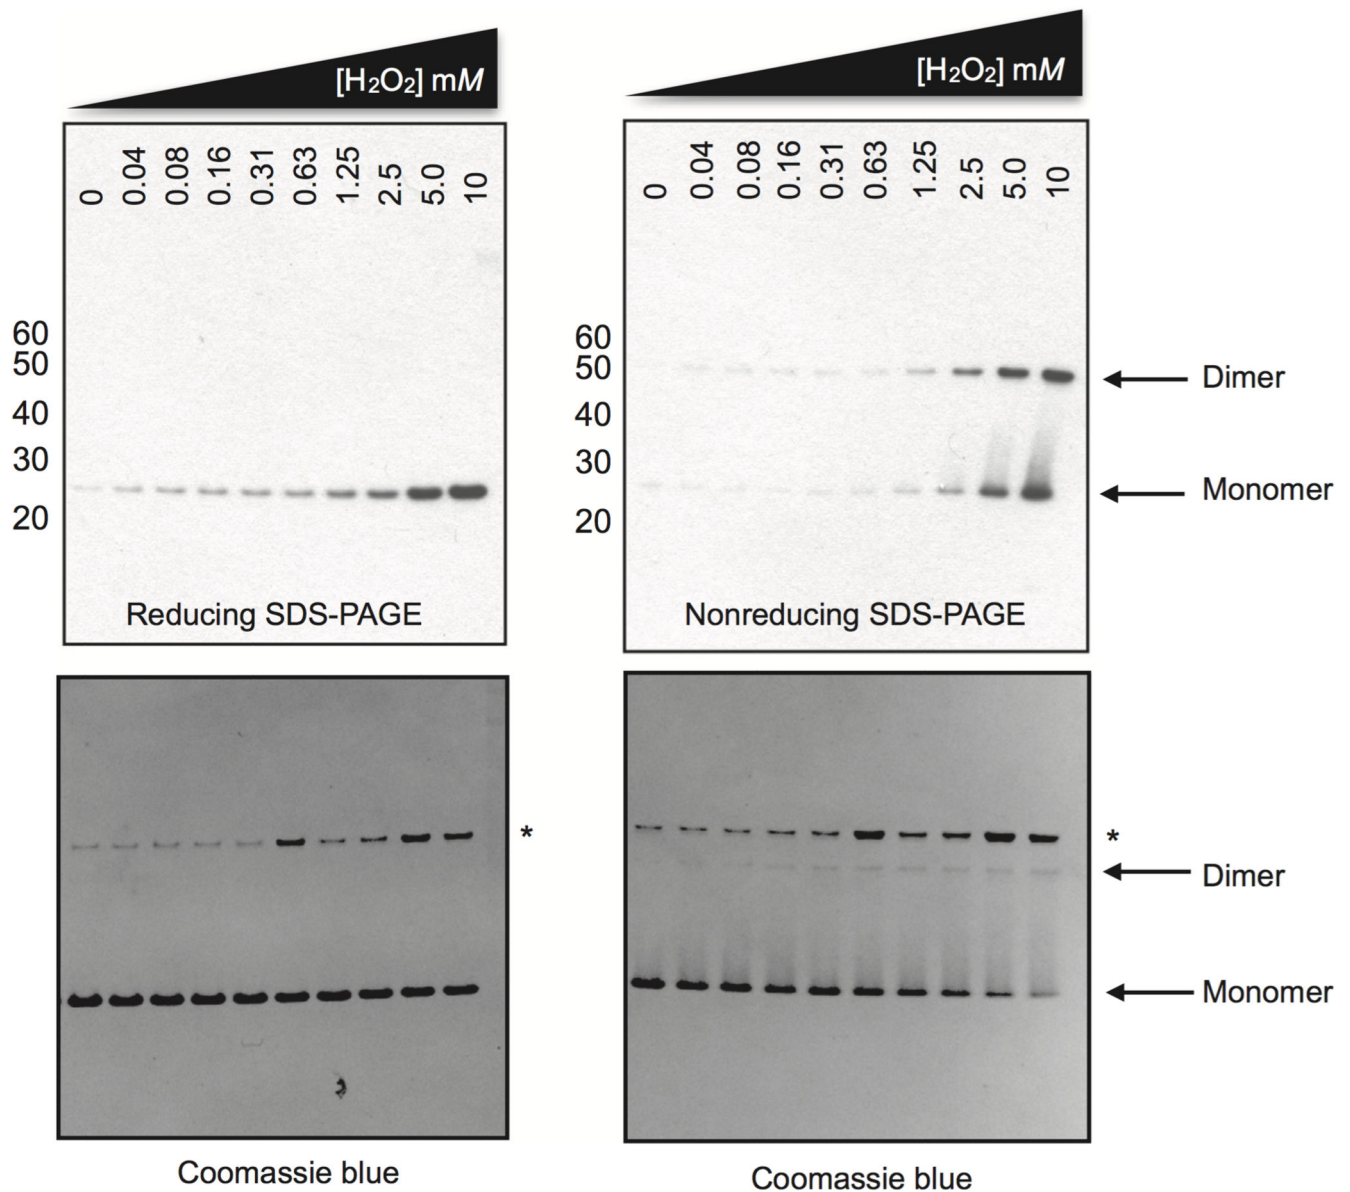 [H2O2] mM
0 0.04 0.08 0.16 0.31 0.63 1.25 2.5 5.0 10
60
50
40
30
20
Reducing SDS-PAGE
*
Coomassie blue
[H2O2] mM
0 0.04 0.08 0.16 0.31 0.63 1.25 2.5 5.0 10
60
50
40
30
20
Dimer
Monomer
Nonreducing SDS-PAGE
*
Dimer
Monomer
Coomassie blue